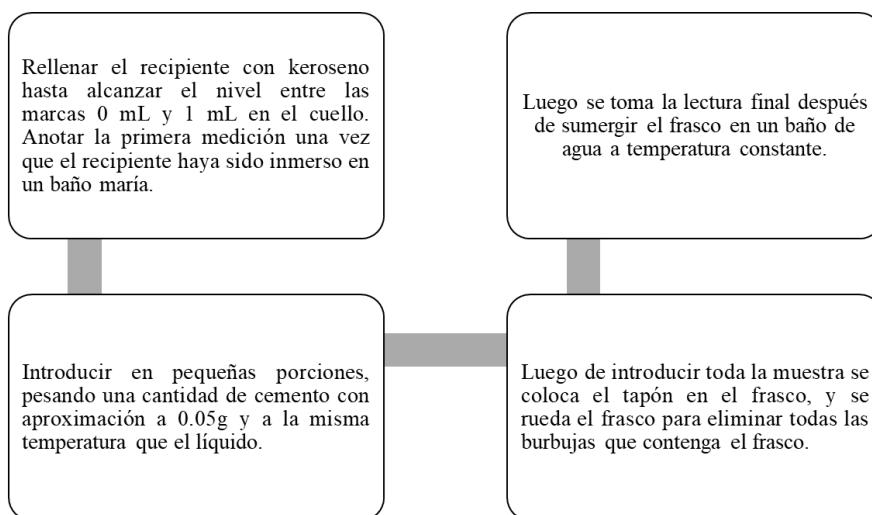 Rellenar el recipiente con keroseno
hasta alcanzar el nivel entre las
marcas 0 mL y 1 mL en el cuello.
Anotar la primera medición una vez
que el recipiente haya sido inmerso en
un baño maría.
Introducir en pequeñas porciones,
pesando una cantidad de cemento con
aproximación a 0.05g y a la misma
temperatura que el líquido.
Luego de introducir toda la muestra se
coloca el tapón en el frasco, y se
rueda el frasco para eliminar todas las
burbujas que contenga el frasco.
Luego se toma la lectura final después
de sumergir el frasco en un baño de
agua a temperatura constante.